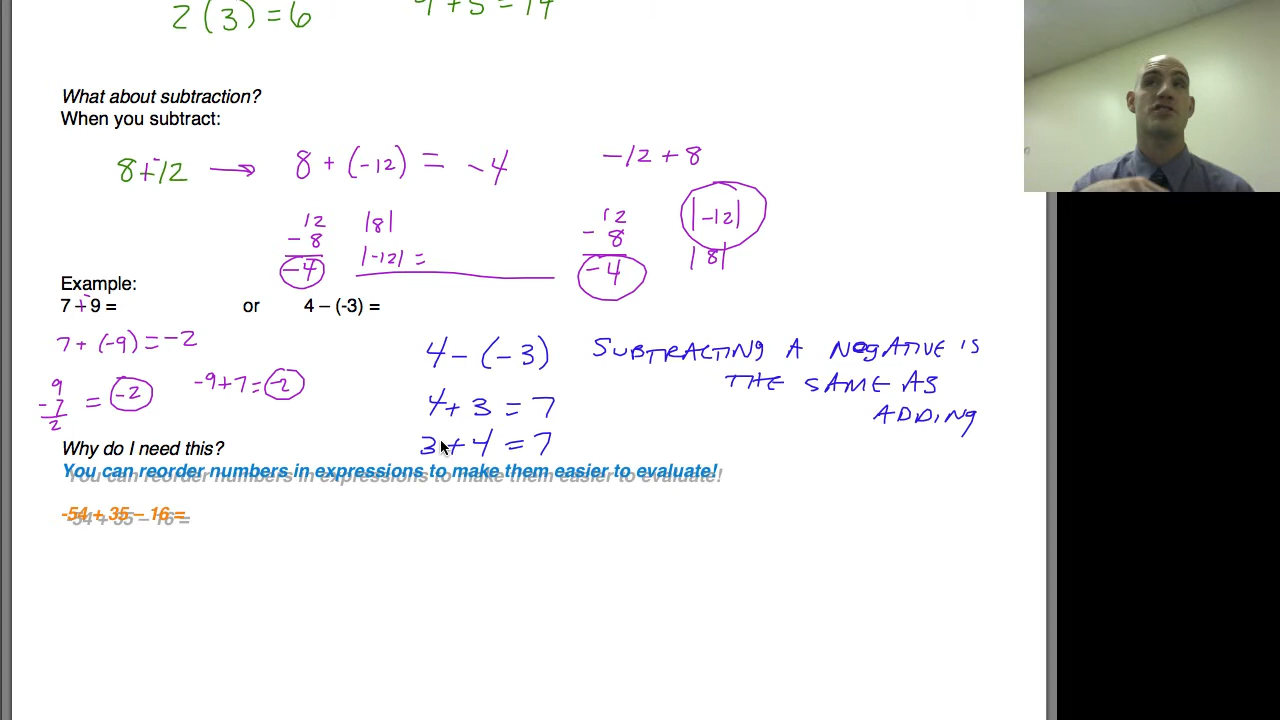 2 (3) = 6
9 + 5 = 14
What about subtraction?
When you subtract:
8 + -12 → 8 + (-12) = -4
-12 + 8
12
- 8
-4
|8|
|-12| =
12
- 8
-4
|-12|
|8|
Example:
7 + -9 = or 4 – (-3) =
7 + (-9) = -2
9
-7
2
= -2
-9+7 = -2
4 - (-3)
4 + 3 = 7
3 + 4 = 7
SUBTRACTING A NEGATIVE IS
THE SAME AS
ADDING
Why do I need this?
You can reorder numbers in expressions to make them easier to evaluate!
-54 + 35 – 16 =